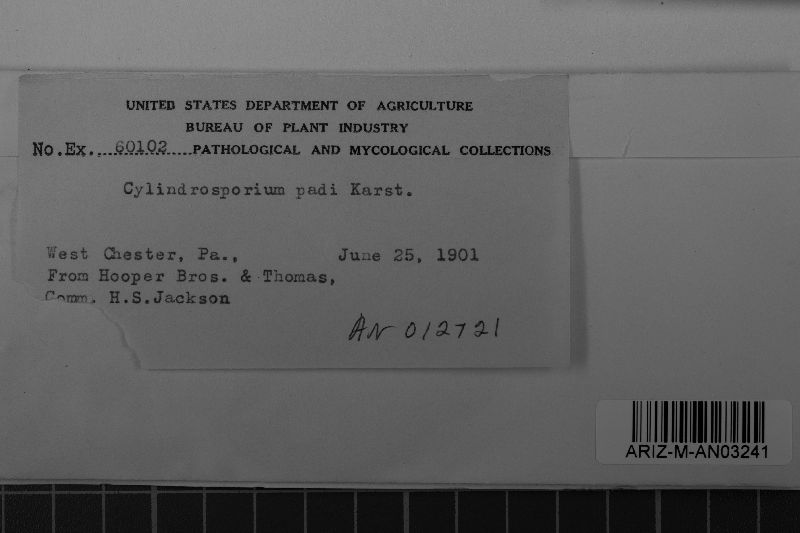 UNITED STATES DEPARTMENT OF AGRICULTURE
BUREAU OF PLANT INDUSTRY
No.Ex. 60102 PATHOLOGICAL AND MYCOLOGICAL COLLECTIONS
Cylindrosporium padi Karst.
West Chester, Pa., June 25, 1901
From Hooper Bros. & Thomas,
Comm. H.S.Jackson
AN 012721
ARIZ-M-AN03241